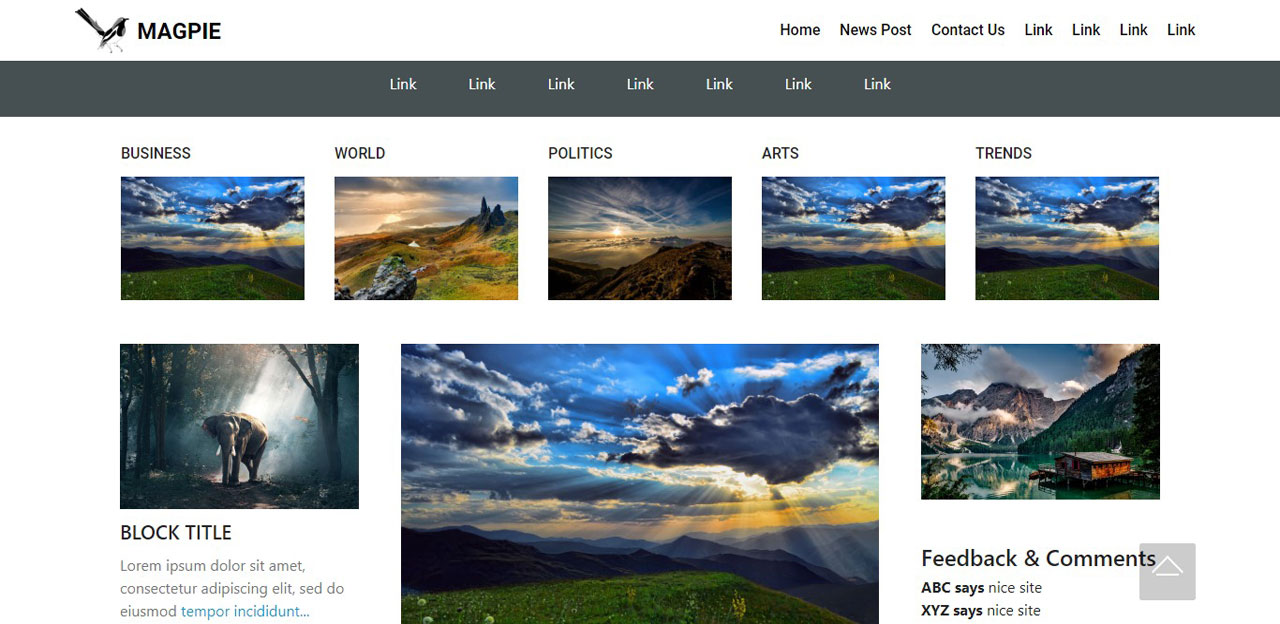 MAGPIE
Home News Post Contact Us Link Link Link Link
Link Link Link Link Link Link Link
BUSINESS WORLD POLITICS ARTS TRENDS
BLOCK TITLE
Lorem ipsum dolor sit amet,
consectetur adipiscing elit, sed do
eiusmod tempor incididunt...
Feedback & Comments
ABC says nice site
XYZ says nice site